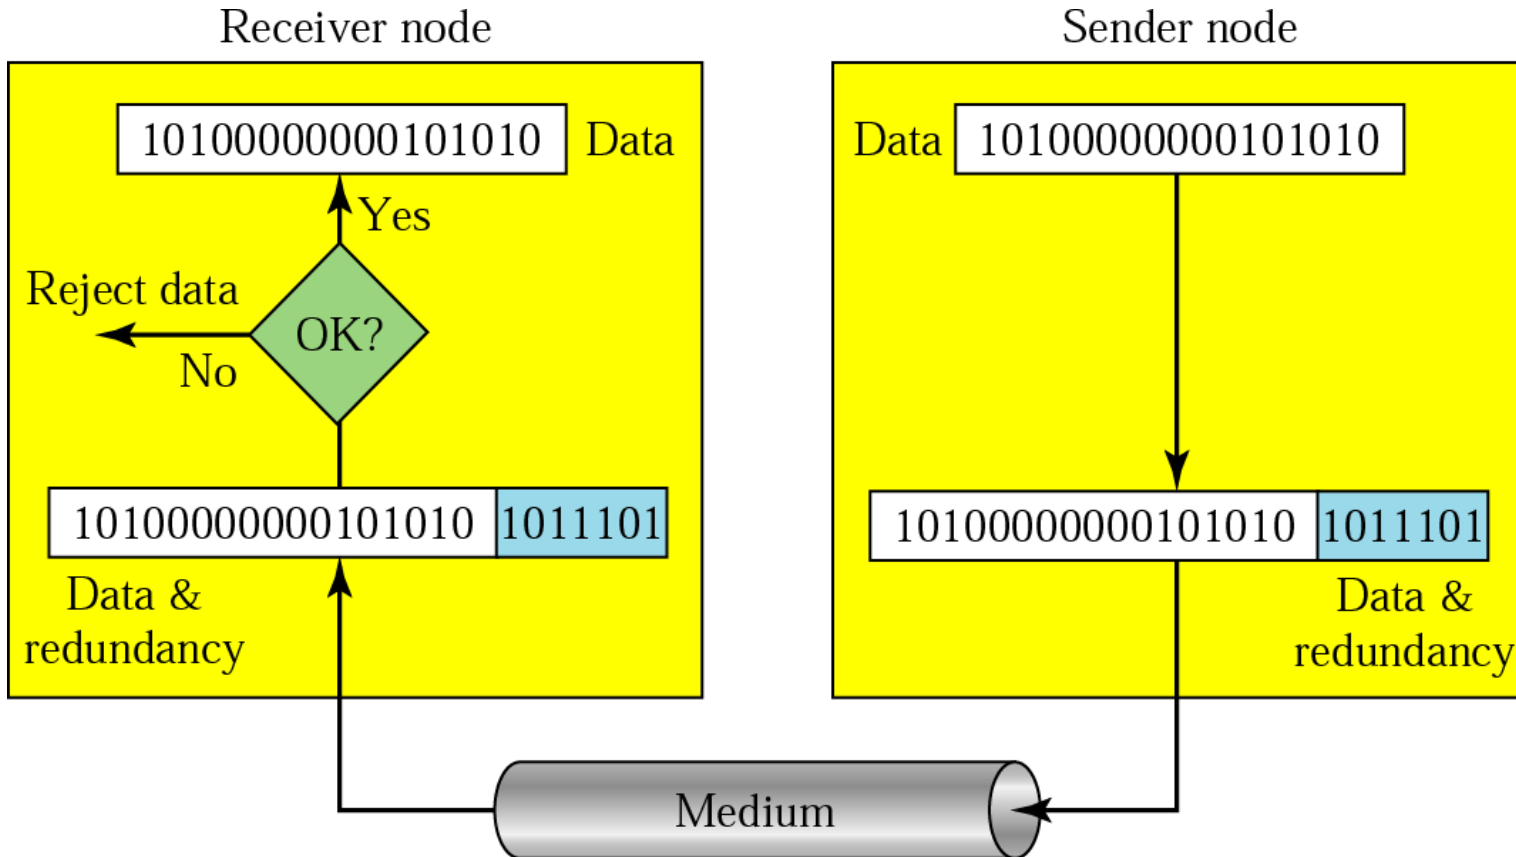 Receiver node
Sender node
10100000000101010
Data
Data
10100000000101010
Yes
Reject data
OK?
No
10100000000101010
1011101
10100000000101010
1011101
Data &
redundancy
Data &
redundancy
Medium